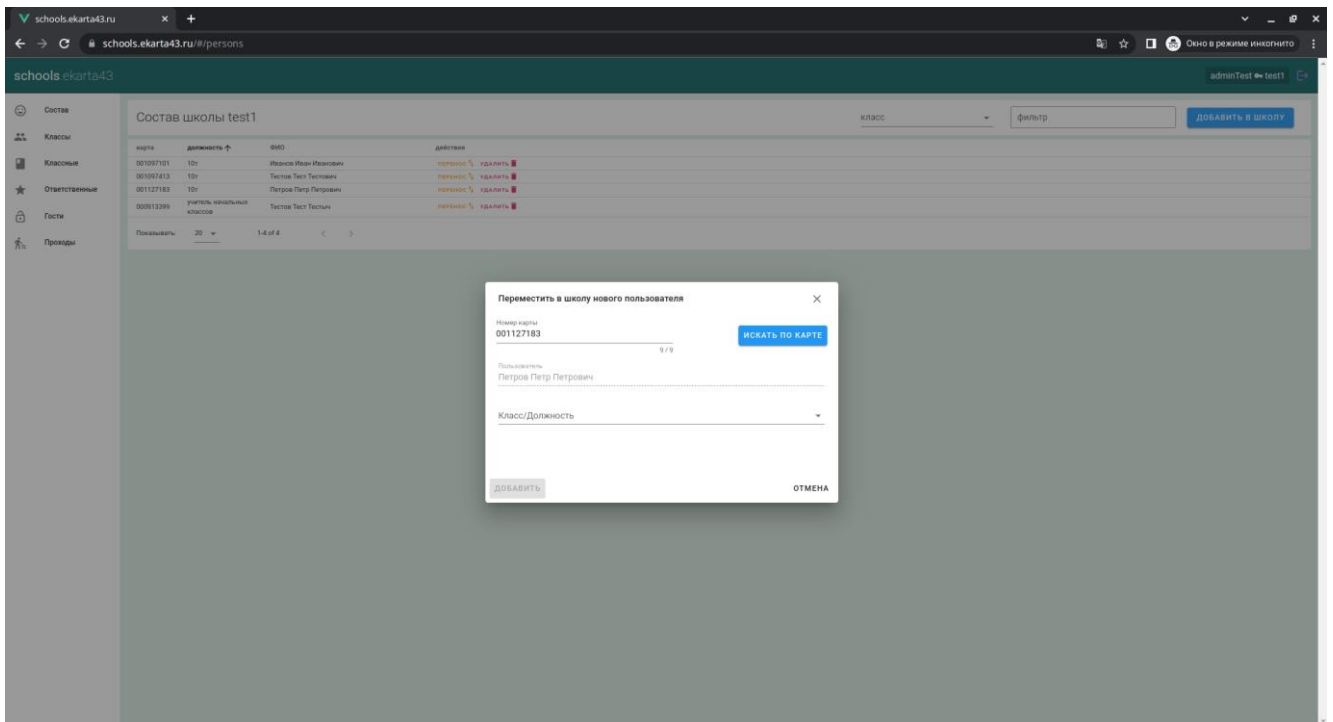 schools.ekarta43.ru
schools.ekarta43.ru/#/persons
Окно в режиме инкогнито
schools.ekarta43
adminTest test1
Состав
Классы
Классные
Ответственные
Гости
Проходы
Состав школы test1
класс
фильтр
ДОБАВИТЬ В ШКОЛУ
карта должность ФИО действия
001097101 10т Иванов Иван Иванович ПЕРЕНОС УДАЛИТЬ
001097413 10т Тестов Тест Тестович ПЕРЕНОС УДАЛИТЬ
001127183 10т Петров Петр Петрович ПЕРЕНОС УДАЛИТЬ
учитель начальных
классов
Тестов Тест Тестыч ПЕРЕНОС УДАЛИТЬ
Показывать: 20 1-4 of 4
Переместить в школу нового пользователя
Номер карты
001127183
ИСКАТЬ ПО КАРТЕ
9 / 9
Пользователь
Петров Петр Петрович
Класс/Должность
ДОБАВИТЬ
ОТМЕНА